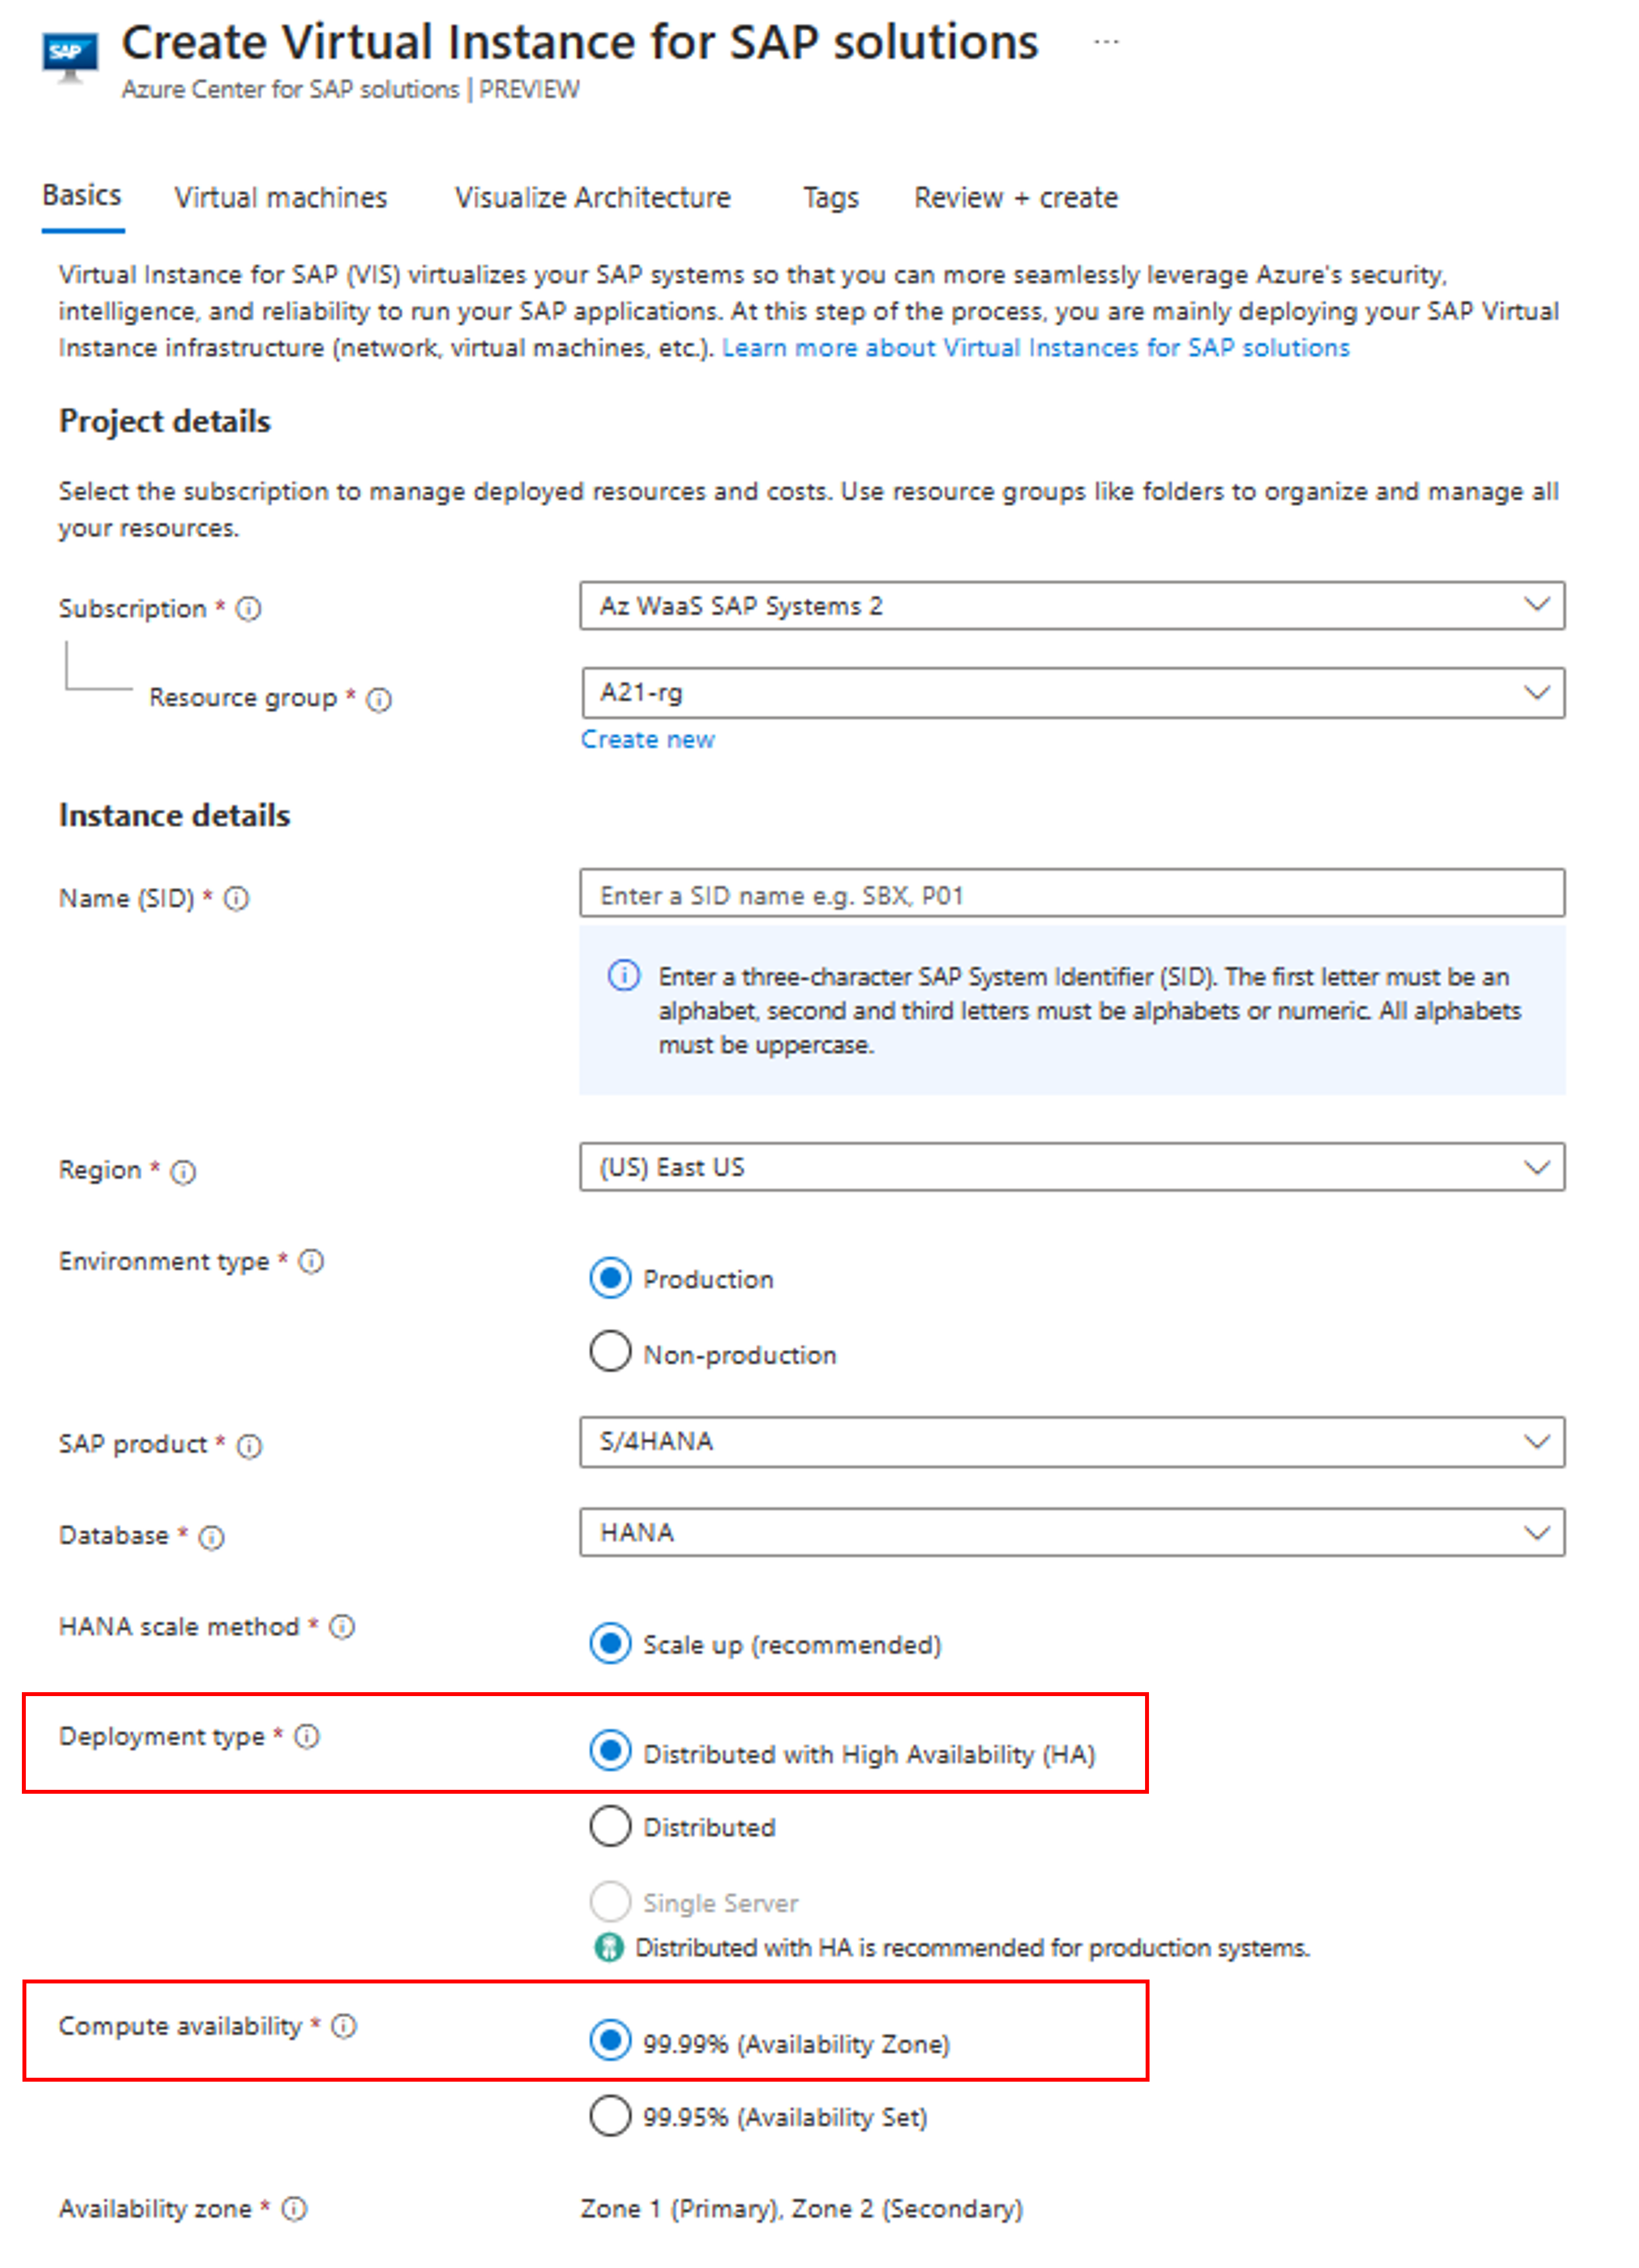 SAP
Create Virtual Instance for SAP solutions ...
Azure Center for SAP solutions | PREVIEW
Basics Virtual machines Visualize Architecture Tags Review + create
Virtual Instance for SAP (VIS) virtualizes your SAP systems so that you can more seamlessly leverage Azure's security,
intelligence, and reliability to run your SAP applications. At this step of the process, you are mainly deploying your SAP Virtual
Instance infrastructure (network, virtual machines, etc.). Learn more about Virtual Instances for SAP solutions
Project details
Select the subscription to manage deployed resources and costs. Use resource groups like folders to organize and manage all
your resources.
Subscription * Az WaaS SAP Systems 2
Resource group * A21-rg
Create new
Instance details
Name (SID) * Enter a SID name e.g. SBX, P01
Enter a three-character SAP System Identifier (SID). The first letter must be an
alphabet, second and third letters must be alphabets or numeric. All alphabets
must be uppercase.
Region * (US) East US
Environment type * Production
Non-production
SAP product * S/4HANA
Database * HANA
HANA scale method * Scale up (recommended)
Deployment type * Distributed with High Availability (HA)
Distributed
Single Server
Distributed with HA is recommended for production systems.
Compute availability * 99.99% (Availability Zone)
99.95% (Availability Set)
Availability zone * Zone 1 (Primary), Zone 2 (Secondary)